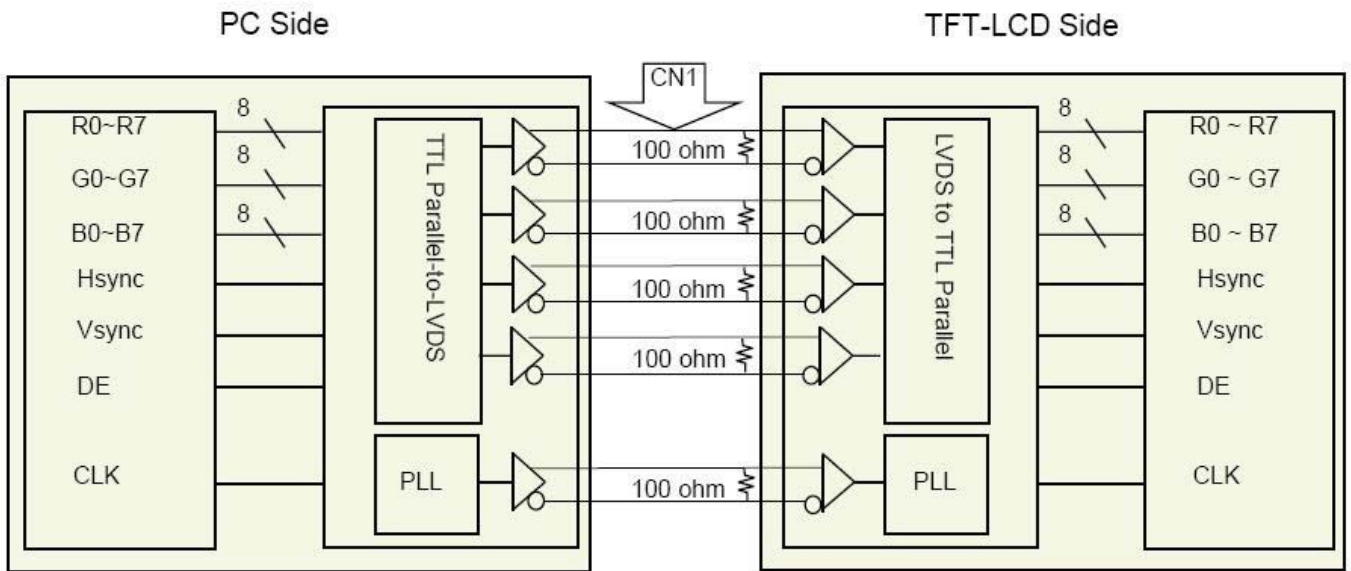 PC Side
TFT-LCD Side
CN1
R0~R7
8
G0~G7
8
B0~B7
8
Hsync
Vsync
DE
CLK
TTL Parallel-to-LVDS
PLL
100 ohm
100 ohm
100 ohm
100 ohm
100 ohm
LVDS to TTL Parallel
PLL
8
R0 ~ R7
8
G0 ~ G7
8
B0 ~ B7
Hsync
Vsync
DE
CLK